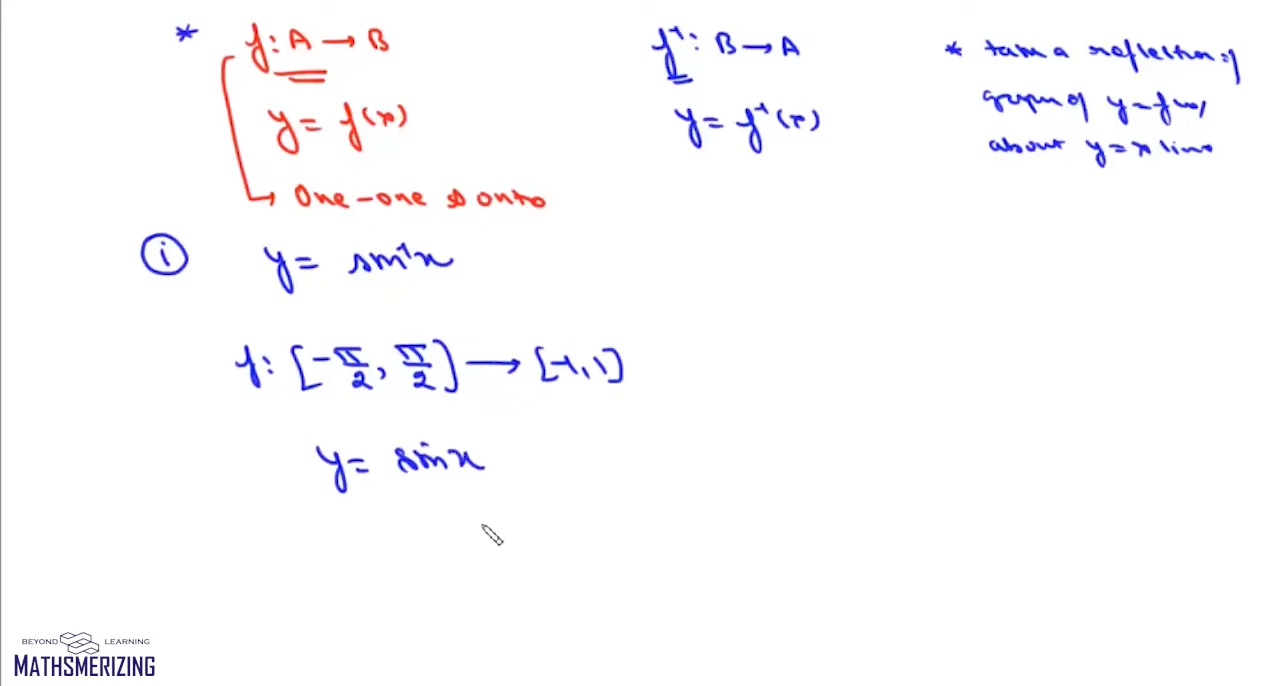 * f: A → B
y = f(x)
↳ One-one & onto
f⁻¹: B → A
y = f⁻¹(x)
* take a reflection of
graph of y = f(x),
about y = x line
(i) y = sin⁻¹x
f: [-π/2, π/2] → [-1, 1]
y = sin x
BEYOND LEARNING
MATHSMERIZING